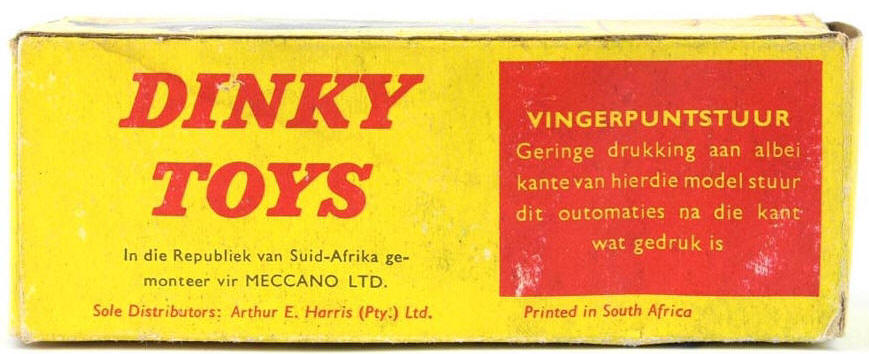 DINKY
TOYS
In die Republiek van Suid-Afrika ge-
monteer vir MECCANO LTD.
Sole Distributors: Arthur E. Harris (Pty.) Ltd.
VINGERPUNTSTUUR
Geringe drukking aan albei
kante van hierdie model stuur
dit outomaties na die kant
wat gedruk is
Printed in South Africa